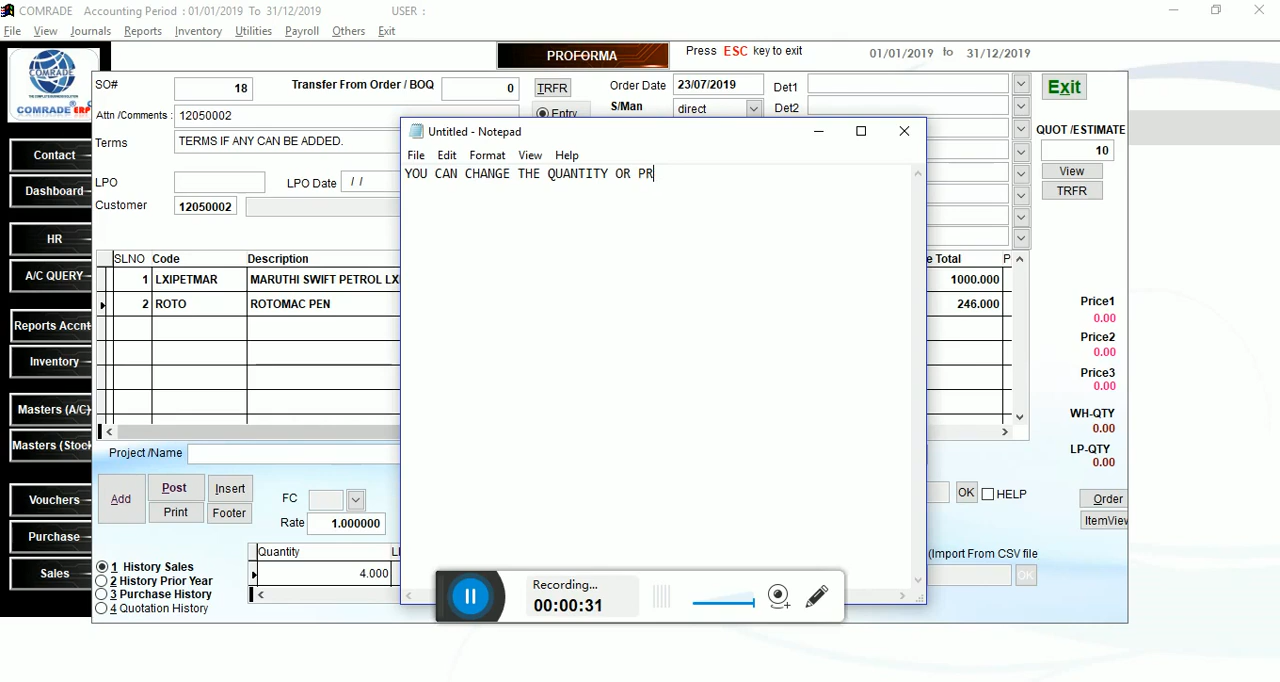 COMRADE Accounting Period : 01/01/2019 To 31/12/2019 USER :
File View Journals Reports Inventory Utilities Payroll Others Exit
PROFORMA Press ESC key to exit 01/01/2019 to 31/12/2019
COMRADE ERP
SO# 18 Transfer From Order / BOQ 0 TRFR Order Date 23/07/2019 Det1 Exit
Attn /Comments : 12050002 Entry S/Man direct Det2
Terms TERMS IF ANY CAN BE ADDED.
LPO LPO Date / /
Customer 12050002
QUOT /ESTIMATE
10
View
TRFR
Untitled - Notepad
File Edit Format View Help
YOU CAN CHANGE THE QUANTITY OR PR
Contact
Dashboard
HR
A/C QUERY
Reports Accnt
Inventory
Masters (A/C)
Masters (Stock
Vouchers
Purchase
Sales
SLNO Code Description e Total P
1 LXIPETMAR MARUTHI SWIFT PETROL LX 1000.000
2 ROTO ROTOMAC PEN 246.000
Price1
0.00
Price2
0.00
Price3
0.00
WH-QTY
0.00
LP-QTY
0.00
Project /Name
Add Post Insert
Print Footer
FC
Rate 1.000000
OK HELP
Order
ItemView
(Import From CSV file
OK
1 History Sales
2 History Prior Year
3 Purchase History
4 Quotation History
Quantity
4.000
Recording...
00:00:31